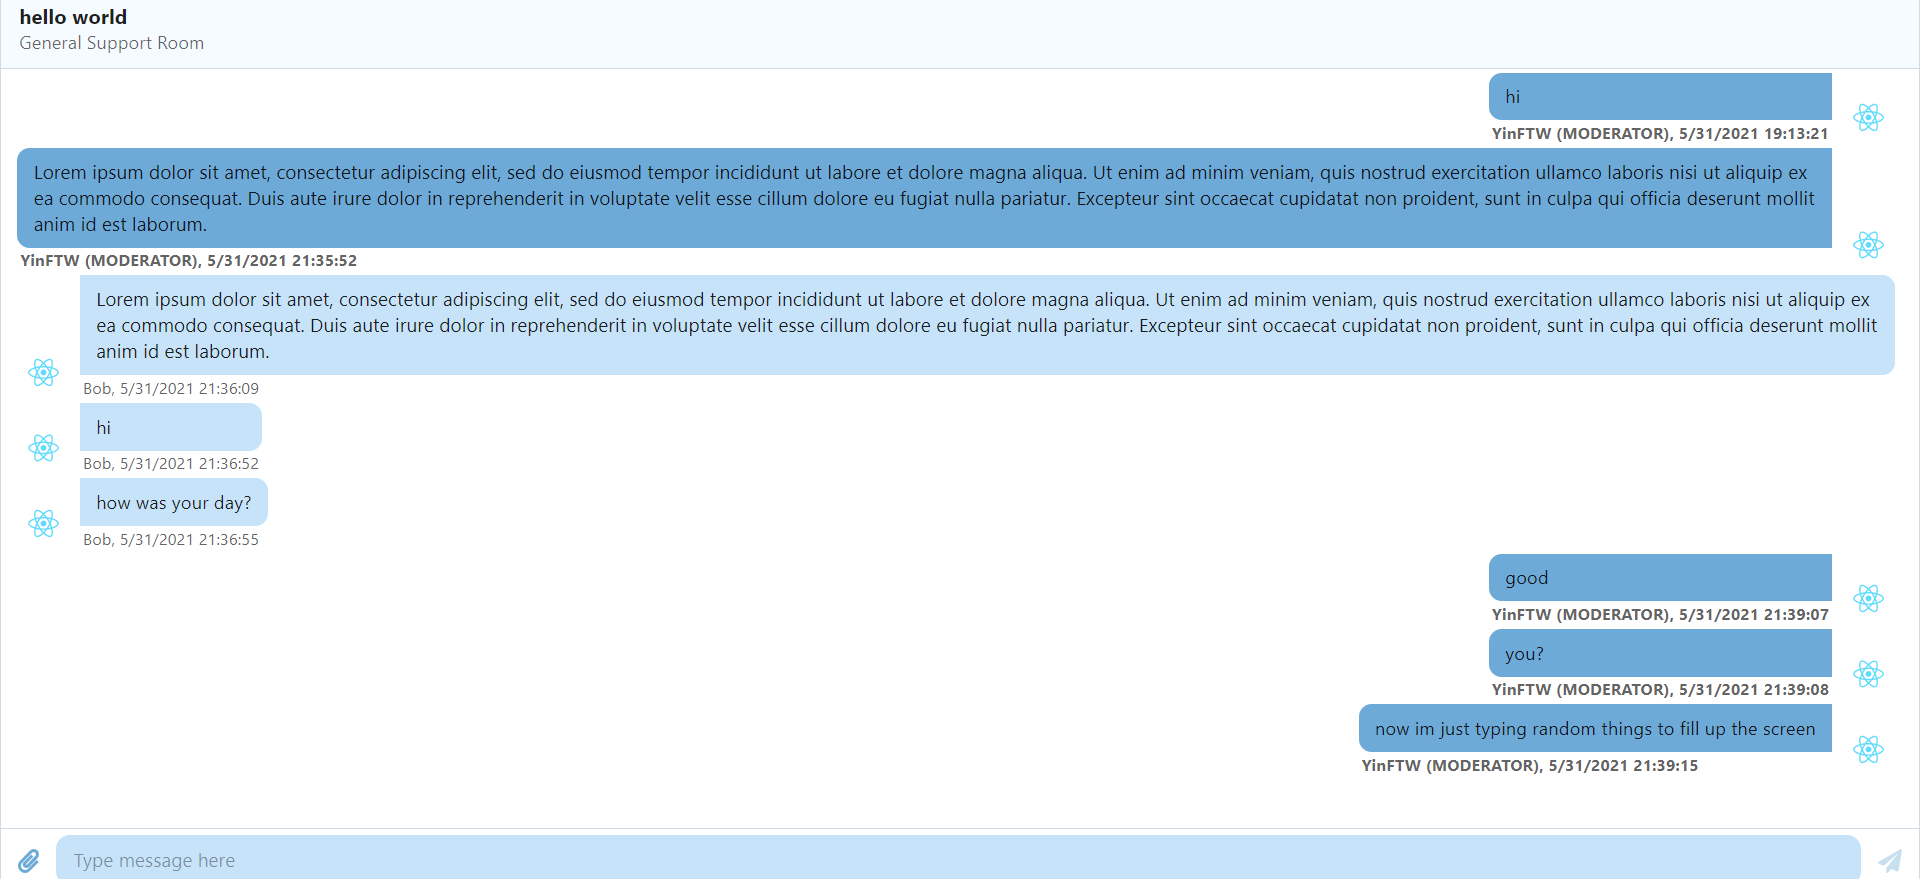 hello world
General Support Room
hi
YinFTW (MODERATOR), 5/31/2021 19:13:21
Lorem ipsum dolor sit amet, consectetur adipiscing elit, sed do eiusmod tempor incididunt ut labore et dolore magna aliqua. Ut enim ad minim veniam, quis nostrud exercitation ullamco laboris nisi ut aliquip ex
ea commodo consequat. Duis aute irure dolor in reprehenderit in voluptate velit esse cillum dolore eu fugiat nulla pariatur. Excepteur sint occaecat cupidatat non proident, sunt in culpa qui officia deserunt mollit
anim id est laborum.
YinFTW (MODERATOR), 5/31/2021 21:35:52
Lorem ipsum dolor sit amet, consectetur adipiscing elit, sed do eiusmod tempor incididunt ut labore et dolore magna aliqua. Ut enim ad minim veniam, quis nostrud exercitation ullamco laboris nisi ut aliquip ex
ea commodo consequat. Duis aute irure dolor in reprehenderit in voluptate velit esse cillum dolore eu fugiat nulla pariatur. Excepteur sint occaecat cupidatat non proident, sunt in culpa qui officia deserunt mollit
anim id est laborum.
Bob, 5/31/2021 21:36:09
hi
Bob, 5/31/2021 21:36:52
how was your day?
Bob, 5/31/2021 21:36:55
good
YinFTW (MODERATOR), 5/31/2021 21:39:07
you?
YinFTW (MODERATOR), 5/31/2021 21:39:08
now im just typing random things to fill up the screen
YinFTW (MODERATOR), 5/31/2021 21:39:15
Type message here